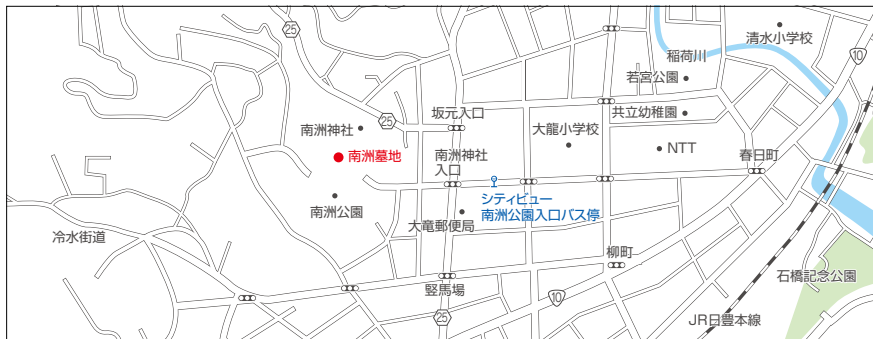 25
清水小学校
稲荷川
10
若宮公園
坂元入口
共立幼稚園
25
南洲神社
大龍小学校
NTT
南洲墓地
南洲神社
入口
春日町
シティビュー
南洲公園入口バス停
南洲公園
大竜郵便局
冷水街道
柳町
石橋記念公園
竪馬場
10
25
JR日豊本線